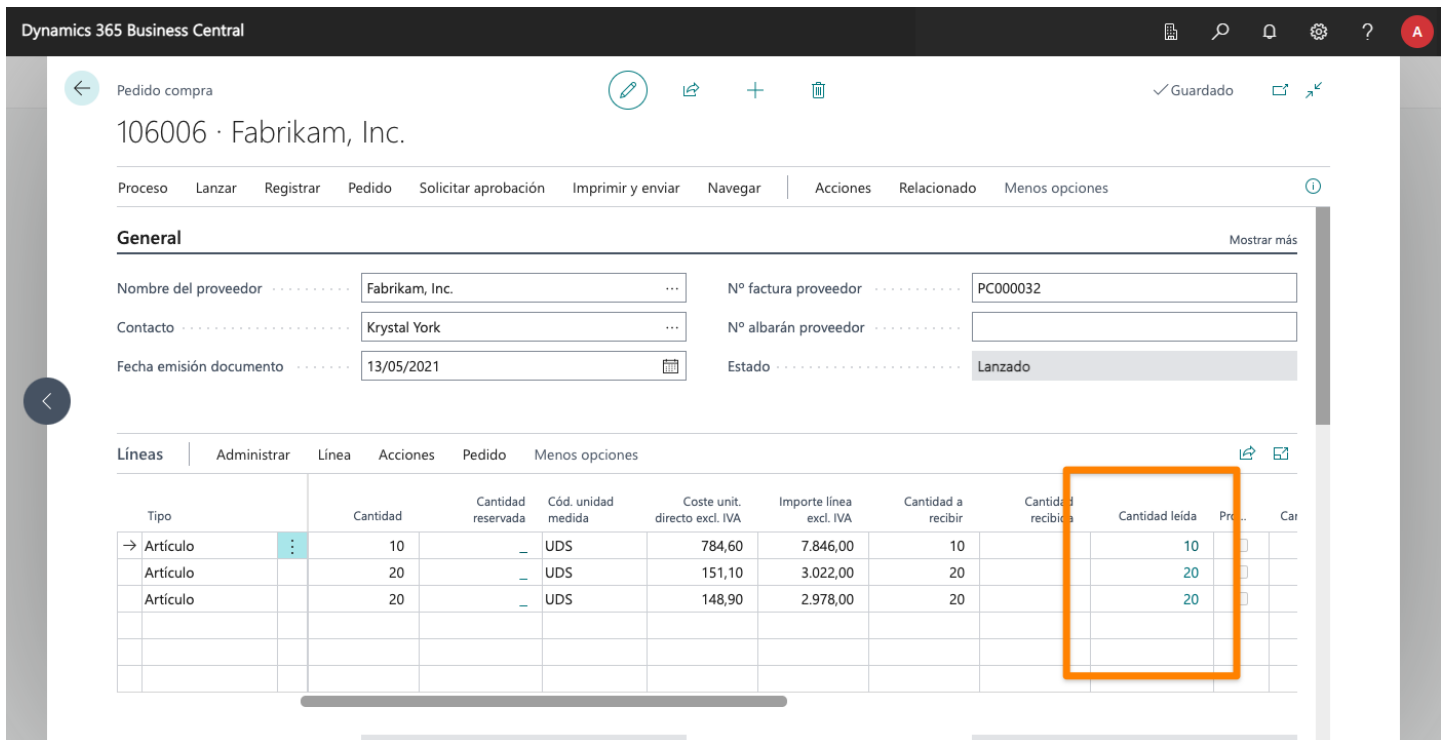 Dynamics 365 Business Central
A
Pedido compra
Guardado
106006 · Fabrikam, Inc.
Proceso Lanzar Registrar Pedido Solicitar aprobación Imprimir y enviar Navegar Acciones Relacionado Menos opciones
General Mostrar más
Nombre del proveedor Fabrikam, Inc. Nº factura proveedor PC000032
Contacto Krystal York Nº albarán proveedor
Fecha emisión documento 13/05/2021 Estado Lanzado
Líneas Administrar Línea Acciones Pedido Menos opciones
Tipo Cantidad Cantidad reservada Cód. unidad medida Coste unit. directo excl. IVA Importe línea excl. IVA Cantidad a recibir Cantidad recibida Cantidad leída
Artículo 10 _ UDS 784,60 7.846,00 10 10
Artículo 20 _ UDS 151,10 3.022,00 20 20
Artículo 20 _ UDS 148,90 2.978,00 20 20